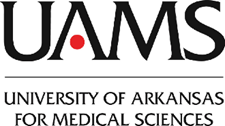 UAMS
UNIVERSITY OF ARKANSAS
FOR MEDICAL SCIENCES